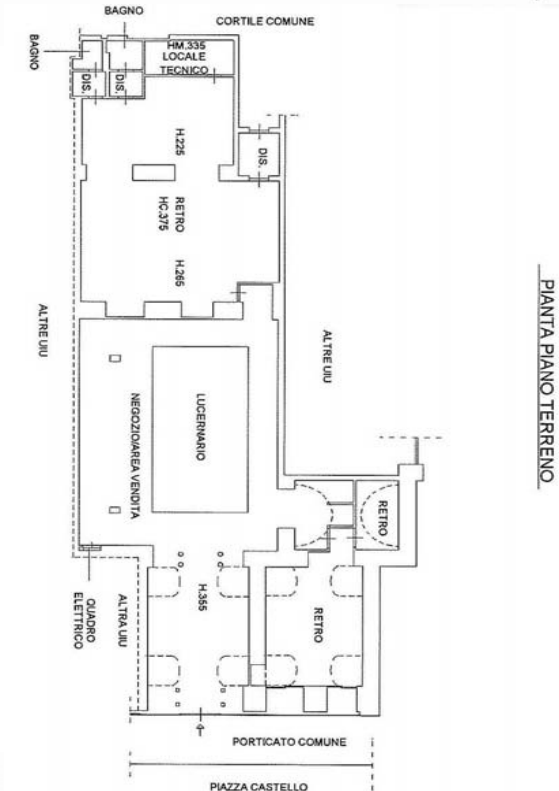 BAGNO
CORTILE COMUNE
BAGNO
HM.335
LOCALE
TECNICO
DIS.
DIS.
DIS.
H.225
RETRO
HC.375
H.265
ALTRE UIU
ALTRE UIU
PIANTA PIANO TERRENO
LUCERNARIO
NEGOZIO/AREA VENDITA
RETRO
QUADRO
ELETTRICO
ALTRA UIU
H.355
RETRO
PORTICATO COMUNE
PIAZZA CASTELLO